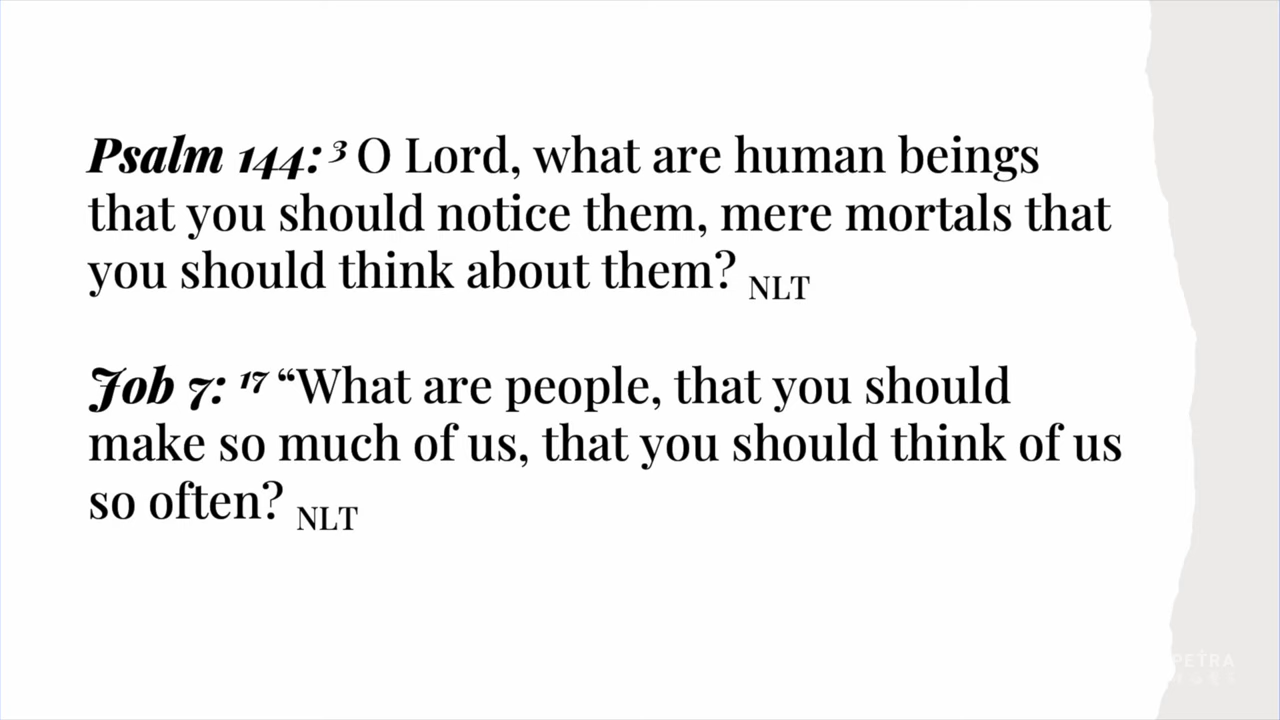 Psalm 144: 3 O Lord, what are human beings
that you should notice them, mere mortals that
you should think about them? NLT
Job 7: 17 “What are people, that you should
make so much of us, that you should think of us
so often? NLT
PETRA